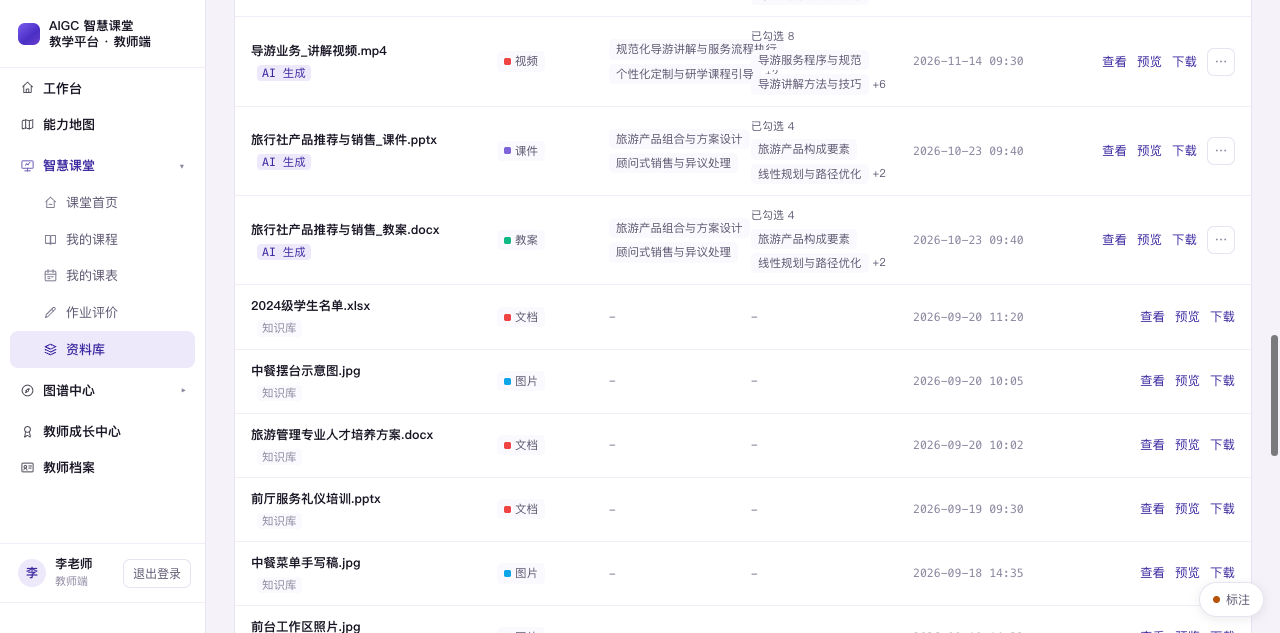 AIGC 智慧课堂
教学平台 · 教师端
工作台
能力地图
智慧课堂
课堂首页
我的课程
我的课表
作业评价
资料库
图谱中心
教师成长中心
教师档案
李
李老师
教师端
退出登录
导游业务_讲解视频.mp4
AI 生成
视频
规范化导游讲解与服务流程执行
个性化定制与研学课程引导
已勾选 8
导游服务程序与规范
导游讲解方法与技巧 +6
2026-11-14 09:30
查看 预览 下载 ···
旅行社产品推荐与销售_课件.pptx
AI 生成
课件
旅游产品组合与方案设计
顾问式销售与异议处理
已勾选 4
旅游产品构成要素
线性规划与路径优化 +2
2026-10-23 09:40
查看 预览 下载 ···
旅行社产品推荐与销售_教案.docx
AI 生成
教案
旅游产品组合与方案设计
顾问式销售与异议处理
已勾选 4
旅游产品构成要素
线性规划与路径优化 +2
2026-10-23 09:40
查看 预览 下载 ···
2024级学生名单.xlsx
知识库
文档
–
–
2026-09-20 11:20
查看 预览 下载
中餐摆台示意图.jpg
知识库
图片
–
–
2026-09-20 10:05
查看 预览 下载
旅游管理专业人才培养方案.docx
知识库
文档
–
–
2026-09-20 10:02
查看 预览 下载
前厅服务礼仪培训.pptx
知识库
文档
–
–
2026-09-19 09:30
查看 预览 下载
中餐菜单手写稿.jpg
知识库
图片
–
–
2026-09-18 14:35
查看 预览 下载
前台工作区照片.jpg
标注